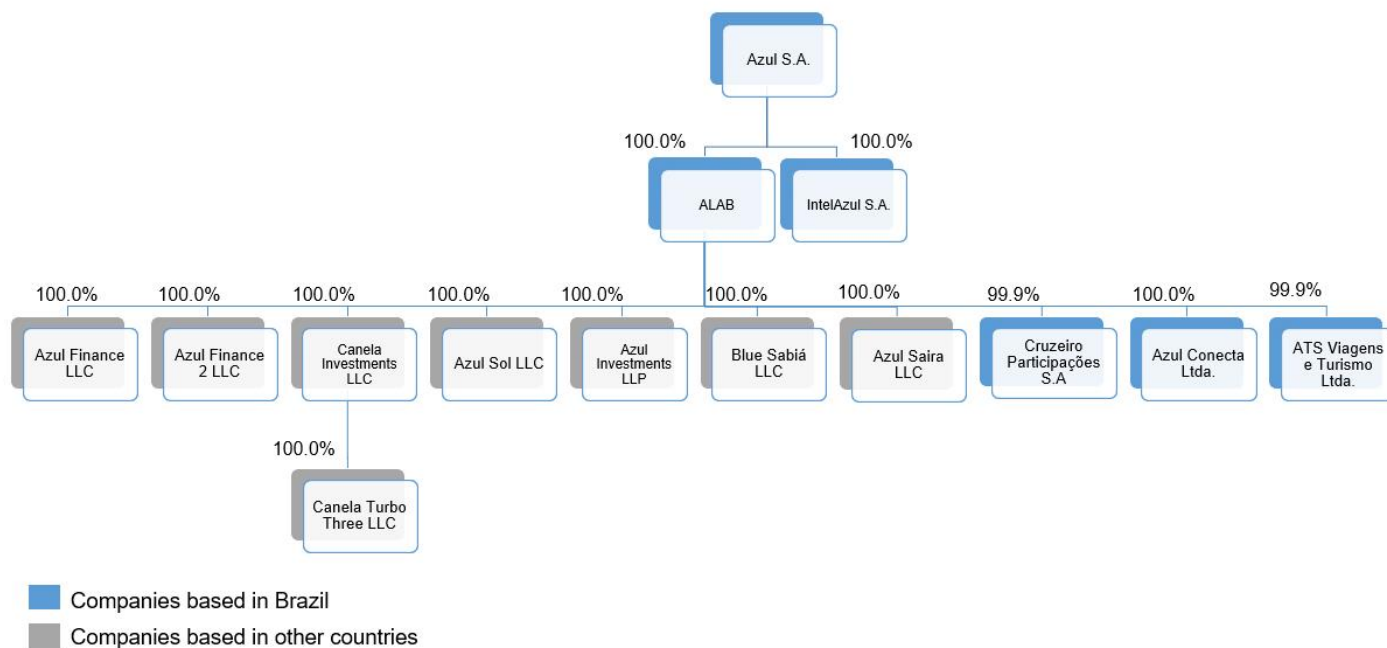 Azul S.A.
100.0%
100.0%
ALAB
IntelAzul S.A.
100.0%
100.0%
100.0%
100.0%
100.0%
100.0%
100.0%
99.9%
100.0%
99.9%
Azul Finance
LLC
Azul Finance
2 LLC
Canela
Investments
LLC
Azul Sol LLC
Azul
Investments
LLP
Blue Sabiá
LLC
Azul Saira
LLC
Cruzeiro
Participações
S.A
Azul Conecta
Ltda.
ATS Viagens
e Turismo
Ltda.
100.0%
Canela Turbo
Three LLC
Companies based in Brazil
Companies based in other countries